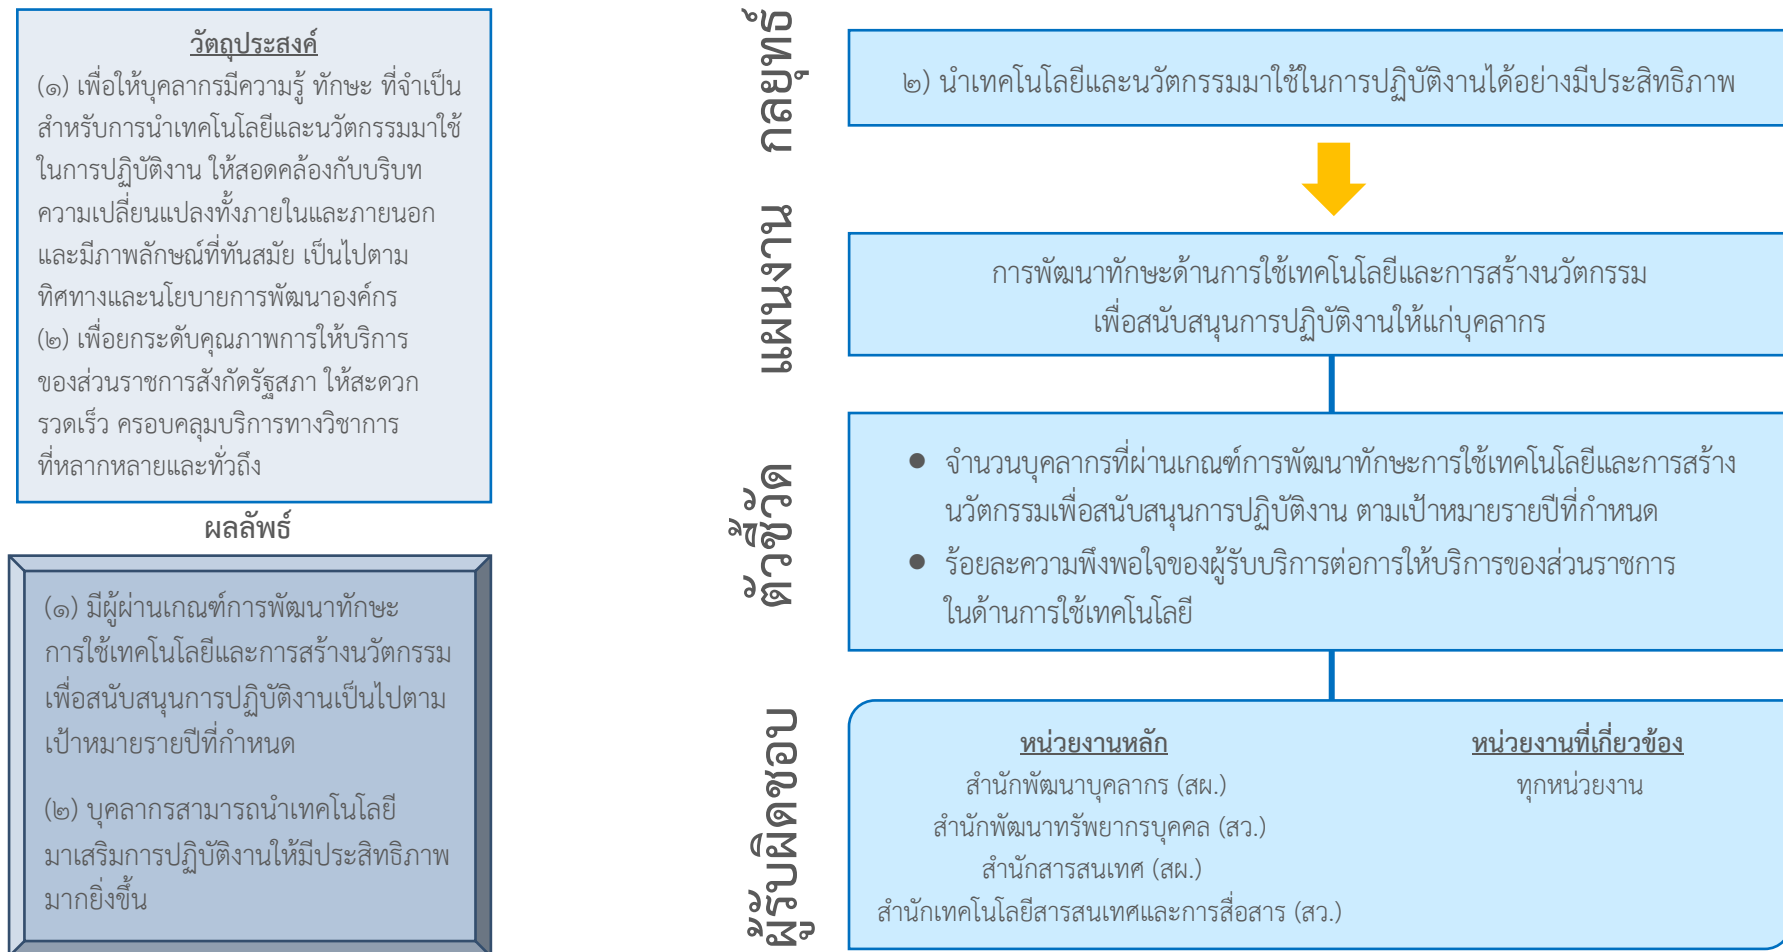 วัตถุประสงค์
(๑) เพื่อให้บุคลากรมีความรู้ ทักษะ ที่จำเป็น
สำหรับการนำเทคโนโลยีและนวัตกรรมมาใช้
ในการปฏิบัติงาน ให้สอดคล้องกับบริบท
ความเปลี่ยนแปลงทั้งภายในและภายนอก
และมีภาพลักษณ์ที่ทันสมัย เป็นไปตาม
ทิศทางและนโยบายการพัฒนาองค์กร
(๒) เพื่อยกระดับคุณภาพการให้บริการ
ของส่วนราชการสังกัดรัฐสภา ให้สะดวก
รวดเร็ว ครอบคลุมบริการทางวิชาการ
ที่หลากหลายและทั่วถึง
ผลลัพธ์
(๑) มีผู้ผ่านเกณฑ์การพัฒนาทักษะ
การใช้เทคโนโลยีและการสร้างนวัตกรรม
เพื่อสนับสนุนการปฏิบัติงานเป็นไปตาม
เป้าหมายรายปีที่กำหนด
(๒) บุคลากรสามารถนำเทคโนโลยี
มาเสริมการปฏิบัติงานให้มีประสิทธิภาพ
มากยิ่งขึ้น
กลยุทธ์
๒) นำเทคโนโลยีและนวัตกรรมมาใช้ในการปฏิบัติงานได้อย่างมีประสิทธิภาพ
แผนงาน
การพัฒนาทักษะด้านการใช้เทคโนโลยีและการสร้างนวัตกรรม
เพื่อสนับสนุนการปฏิบัติงานให้แก่บุคลากร
ตัวชี้วัด
● จำนวนบุคลากรที่ผ่านเกณฑ์การพัฒนาทักษะการใช้เทคโนโลยีและการสร้าง
นวัตกรรมเพื่อสนับสนุนการปฏิบัติงาน ตามเป้าหมายรายปีที่กำหนด
● ร้อยละความพึงพอใจของผู้รับบริการต่อการให้บริการของส่วนราชการ
ในด้านการใช้เทคโนโลยี
ผู้รับผิดชอบ
หน่วยงานหลัก
สำนักพัฒนาบุคลากร (สผ.)
สำนักพัฒนาทรัพยากรบุคคล (สว.)
สำนักสารสนเทศ (สผ.)
สำนักเทคโนโลยีสารสนเทศและการสื่อสาร (สว.)
หน่วยงานที่เกี่ยวข้อง
ทุกหน่วยงาน